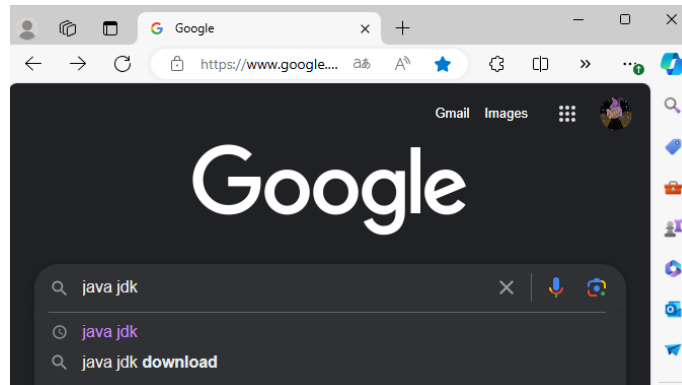 Google
https://www.google....
Gmail Images
Google
java jdk
java jdk
java jdk download